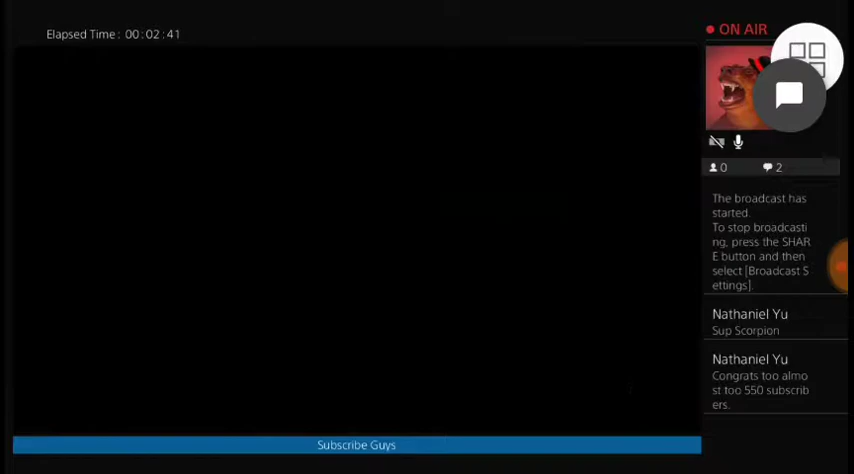 Elapsed Time : 00:02:41
ON AIR
0
2
The broadcast has
started.
To stop broadcasti
ng, press the SHAR
E button and then
select [Broadcast S
ettings].
Nathaniel Yu
Sup Scorpion
Nathaniel Yu
Congrats too almo
st too 550 subscrib
ers.
Subscribe Guys